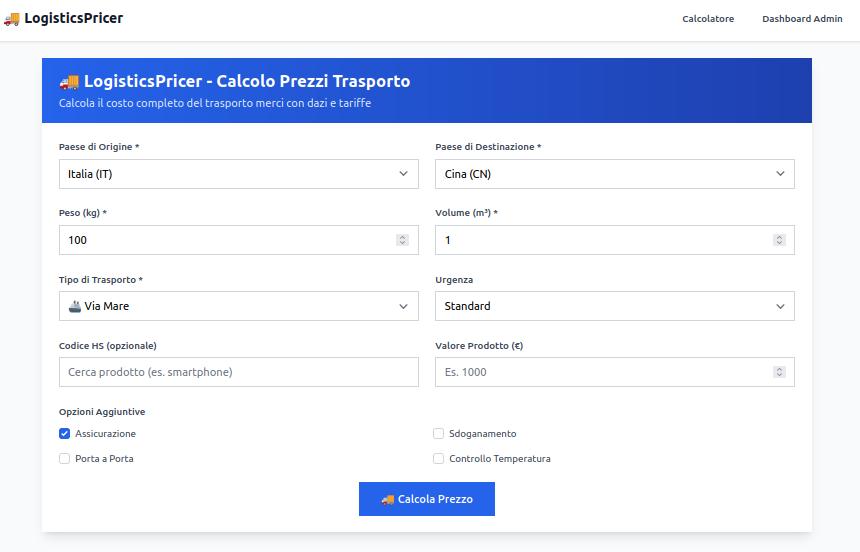 🚚 LogisticsPricer
Calcolatore
Dashboard Admin
🚚 LogisticsPricer - Calcolo Prezzi Trasporto
Calcola il costo completo del trasporto merci con dazi e tariffe
Paese di Origine *
Paese di Destinazione *
Italia (IT)
Cina (CN)
Peso (kg) *
Volume (m³) *
100
1
Tipo di Trasporto *
Urgenza
🚢 Via Mare
Standard
Codice HS (opzionale)
Valore Prodotto (€)
Cerca prodotto (es. smartphone)
Es. 1000
Opzioni Aggiuntive
Assicurazione
Sdoganamento
Porta a Porta
Controllo Temperatura
🚚 Calcola Prezzo